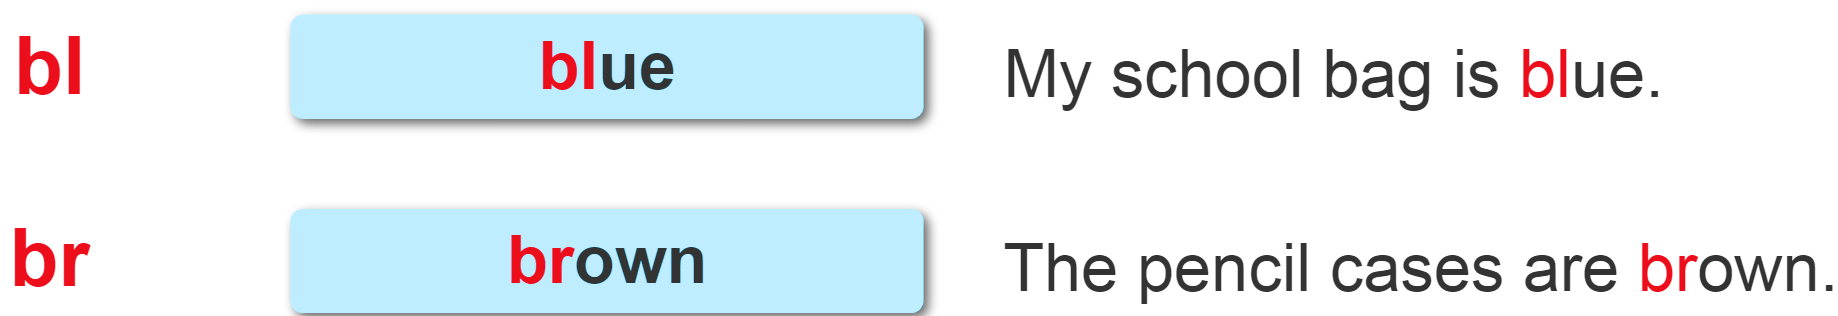 bl blue My school bag is blue.
br brown The pencil cases are brown.